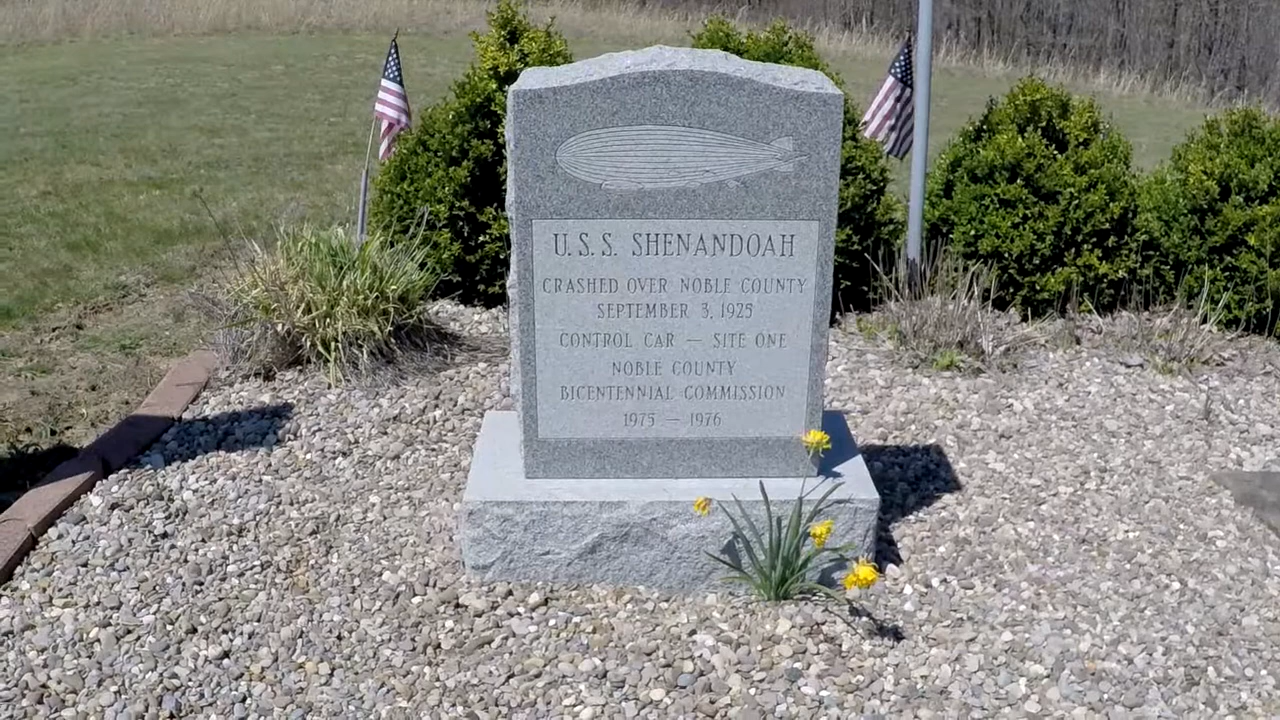 U.S.S. SHENANDOAH
CRASHED OVER NOBLE COUNTY
SEPTEMBER 3, 1925
CONTROL CAR — SITE ONE
NOBLE COUNTY
BICENTENNIAL COMMISSION
1975 — 1976